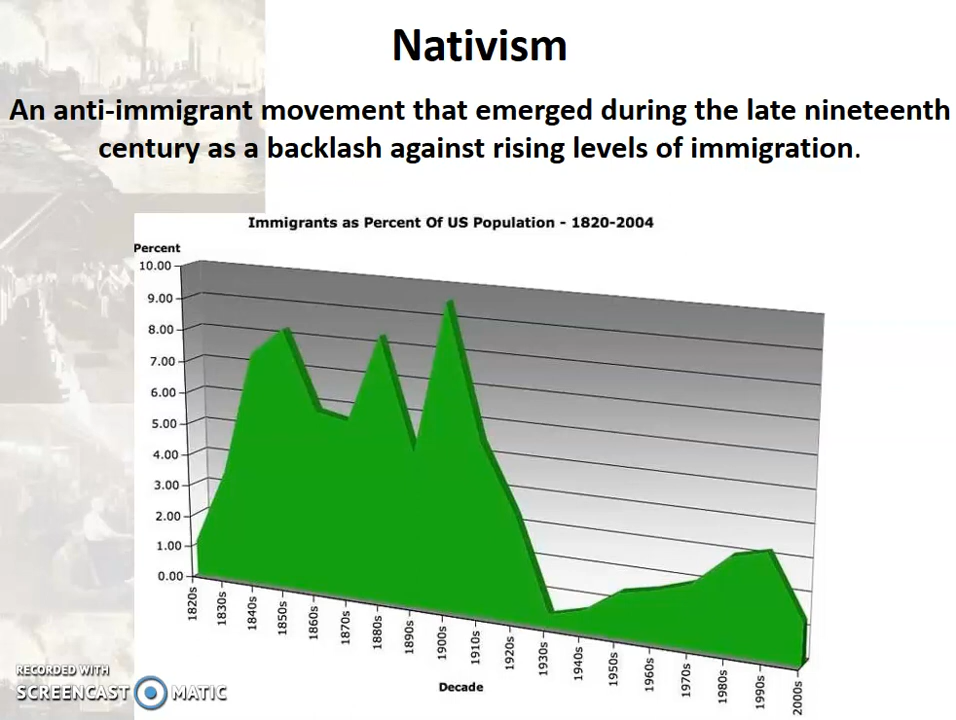 Nativism
An anti-immigrant movement that emerged during the late nineteenth
century as a backlash against rising levels of immigration.
Immigrants as Percent Of US Population - 1820-2004
Percent
10.00
9.00
8.00
7.00
6.00
5.00
4.00
3.00
2.00
1.00
0.00
1820s
1830s
1840s
1850s
1860s
1870s
1880s
1890s
1900s
1910s
1920s
1930s
1940s
1950s
1960s
1970s
1980s
1990s
2000s
Decade
RECORDED WITH
SCREENCAST MATIC